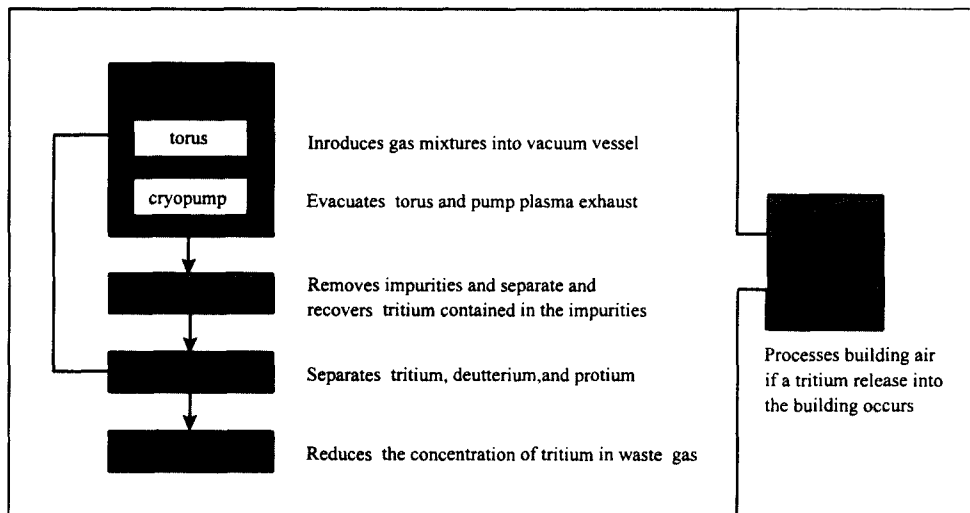 torus
Inroduces gas mixtures into vacuum vessel
cryopump
Evacuates torus and pump plasma exhaust
Removes impurities and separate and
recovers tritium contained in the impurities
Separates tritium, deutterium,and protium
Reduces the concentration of tritium in waste gas
Processes building air
if a tritium release into
the building occurs